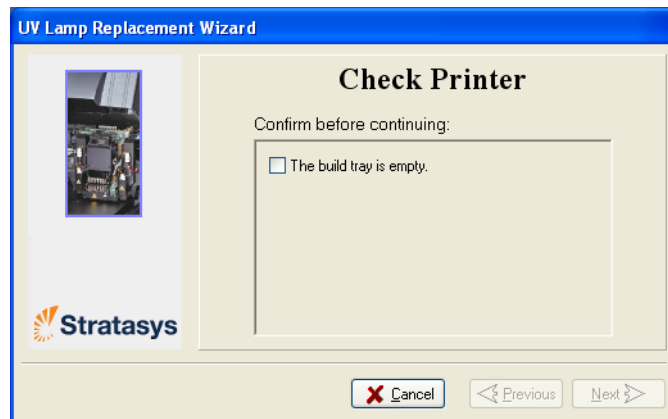 UV Lamp Replacement Wizard
Check Printer
Confirm before continuing:
The build tray is empty.
Stratasys
Cancel
Previous
Next